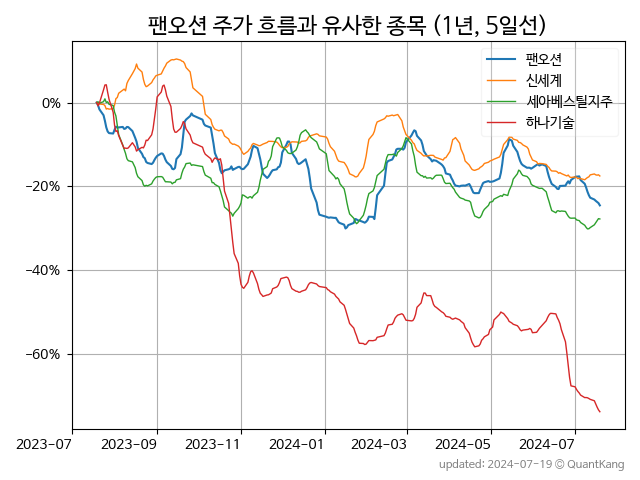 팬오션 주가 흐름과 유사한 종목 (1년, 5일선)
팬오션
신세계
세아베스틸지주
하나기술
0%
−20%
−40%
−60%
2023-07 2023-09 2023-11 2024-01 2024-03 2024-05 2024-07
updated: 2024-07-19 © QuantKang